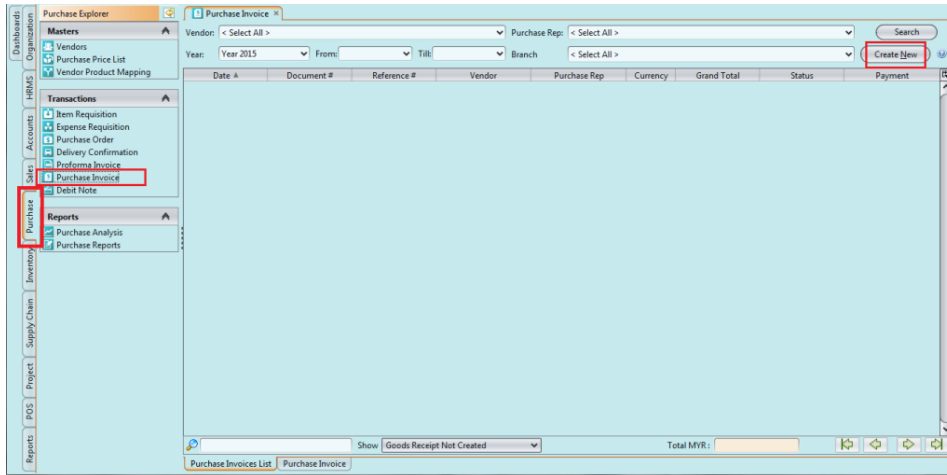 Dashboards
Organization
HRMS
Accounts
Sales
Purchase
Inventory
Supply Chain
Project
POS
Reports
Purchase Explorer
Masters
Vendors
Purchase Price List
Vendor Product Mapping
Transactions
Item Requisition
Expense Requisition
Purchase Order
Delivery Confirmation
Proforma Invoice
Purchase Invoice
Debit Note
Reports
Purchase Analysis
Purchase Reports
Purchase Invoice
Vendor: < Select All > Purchase Rep: < Select All > Search
Year: Year 2015 From: Till: Branch < Select All > Create New
Date Document # Reference # Vendor Purchase Rep Currency Grand Total Status Payment
Show Goods Receipt Not Created Total MYR :
Purchase Invoices List Purchase Invoice